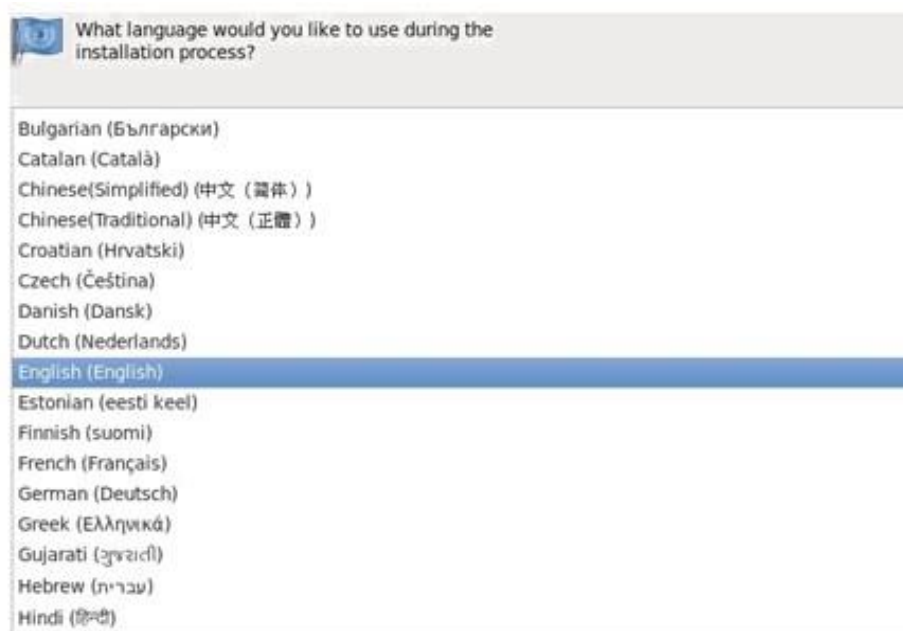 What language would you like to use during the
installation process?
Bulgarian (Български)
Catalan (Català)
Chinese(Simplified) (中文（简体）)
Chinese(Traditional) (中文（正體）)
Croatian (Hrvatski)
Czech (Čeština)
Danish (Dansk)
Dutch (Nederlands)
English (English)
Estonian (eesti keel)
Finnish (suomi)
French (Français)
German (Deutsch)
Greek (Ελληνικά)
Gujarati (ગુજરાતી)
Hebrew (עברית)
Hindi (हिन्दी)